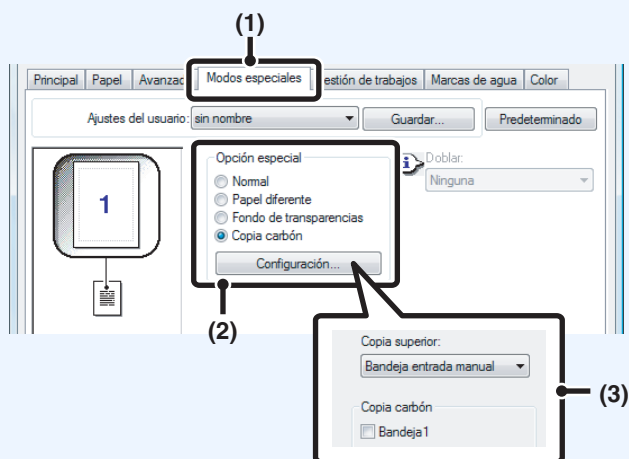 (1)
Principal Papel Avanzad Modos especiales estión de trabajos Marcas de agua Color
Ajustes del usuario: sin nombre Guardar... Predeterminado
Opción especial
Normal
Papel diferente
Fondo de transparencias
Copia carbón
Configuración...
Doblar:
Ninguna
1
(2)
Copia superior:
Bandeja entrada manual
(3)
Copia carbón
Bandeja1